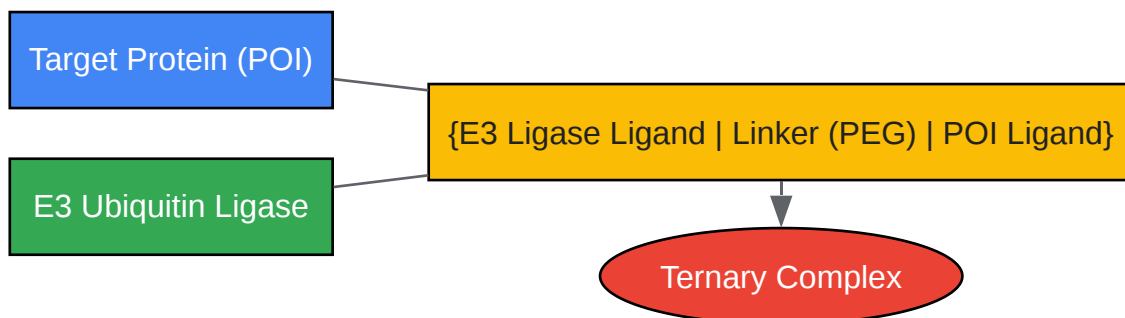 Target Protein (POI)
{E3 Ligase Ligand | Linker (PEG) | POI Ligand}
E3 Ubiquitin Ligase
Ternary Complex